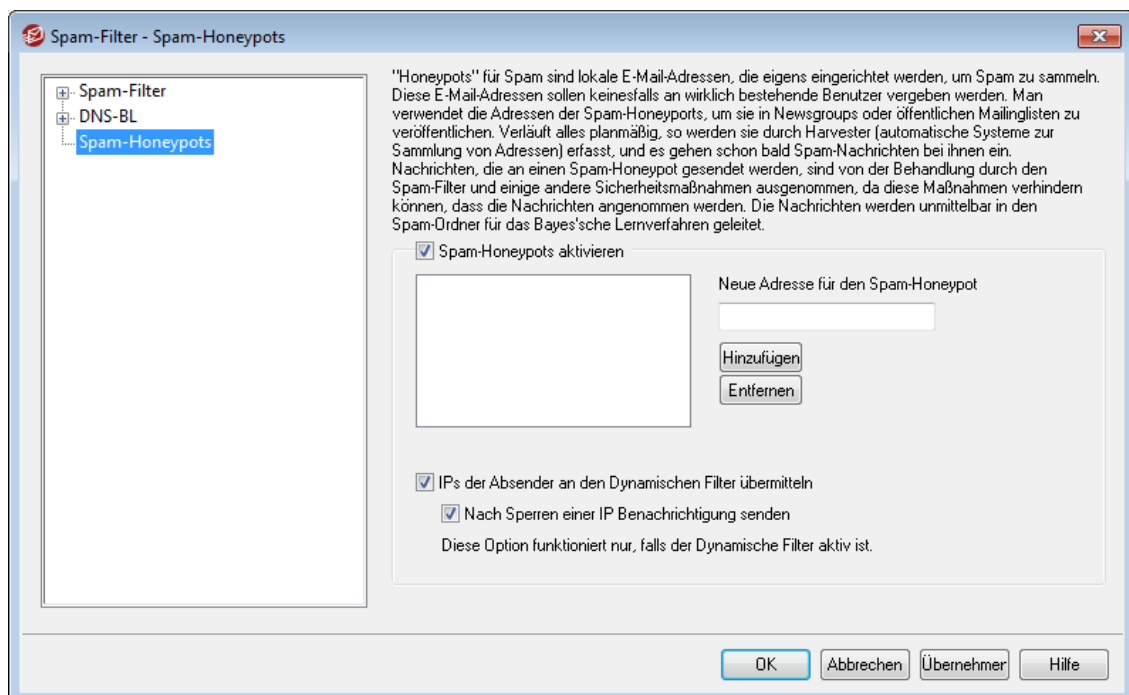 Spam-Filter - Spam-Honeypots
Spam-Filter
DNS-BL
Spam-Honeypots
"Honeypots" für Spam sind lokale E-Mail-Adressen, die eigens eingerichtet werden, um Spam zu sammeln.
Diese E-Mail-Adressen sollen keinesfalls an wirklich bestehende Benutzer vergeben werden. Man
verwendet die Adressen der Spam-Honeyports, um sie in Newsgroups oder öffentlichen Mailinglisten zu
veröffentlichen. Verläuft alles planmäßig, so werden sie durch Harvester (automatische Systeme zur
Sammlung von Adressen) erfasst, und es gehen schon bald Spam-Nachrichten bei ihnen ein.
Nachrichten, die an einen Spam-Honeypot gesendet werden, sind von der Behandlung durch den
Spam-Filter und einige andere Sicherheitsmaßnahmen ausgenommen, da diese Maßnahmen verhindern
können, dass die Nachrichten angenommen werden. Die Nachrichten werden unmittelbar in den
Spam-Ordner für das Bayes'sche Lernverfahren geleitet.
Spam-Honeypots aktivieren
Neue Adresse für den Spam-Honeypot
Hinzufügen
Entfernen
IPs der Absender an den Dynamischen Filter übermitteln
Nach Sperren einer IP Benachrichtigung senden
Diese Option funktioniert nur, falls der Dynamische Filter aktiv ist.
OK
Abbrechen
Übernehmer
Hilfe